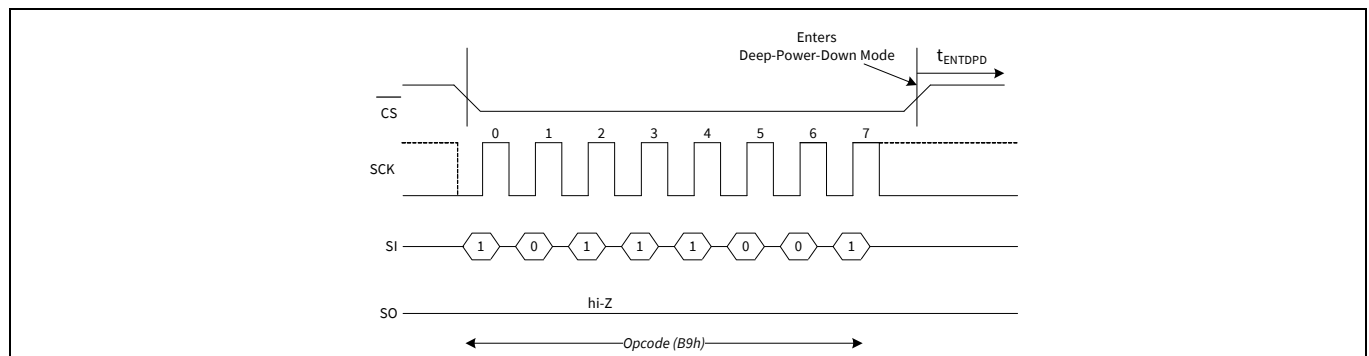 Enters
Deep-Power-Down Mode
tENTDPD
CS
0 1 2 3 4 5 6 7
SCK
SI 1 0 1 1 1 0 0 1
hi-Z
SO
Opcode (B9h)